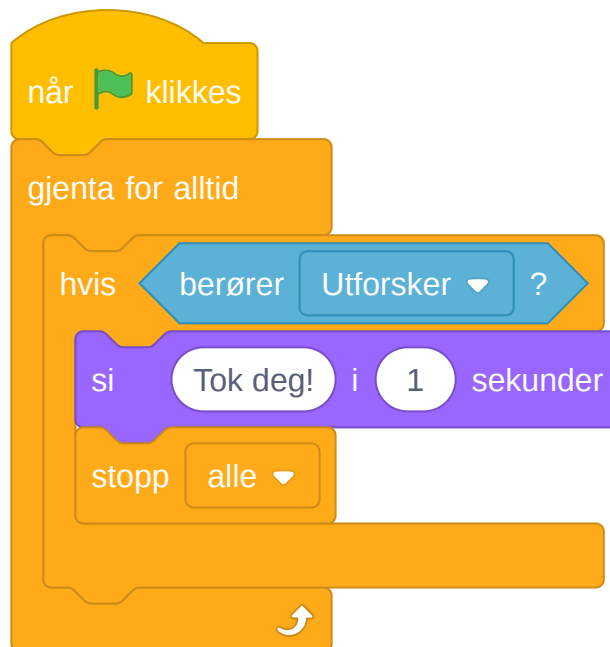 når klikkes
gjenta for alltid
hvis berører Utforsker ?
si Tok deg! i 1 sekunder
stopp alle